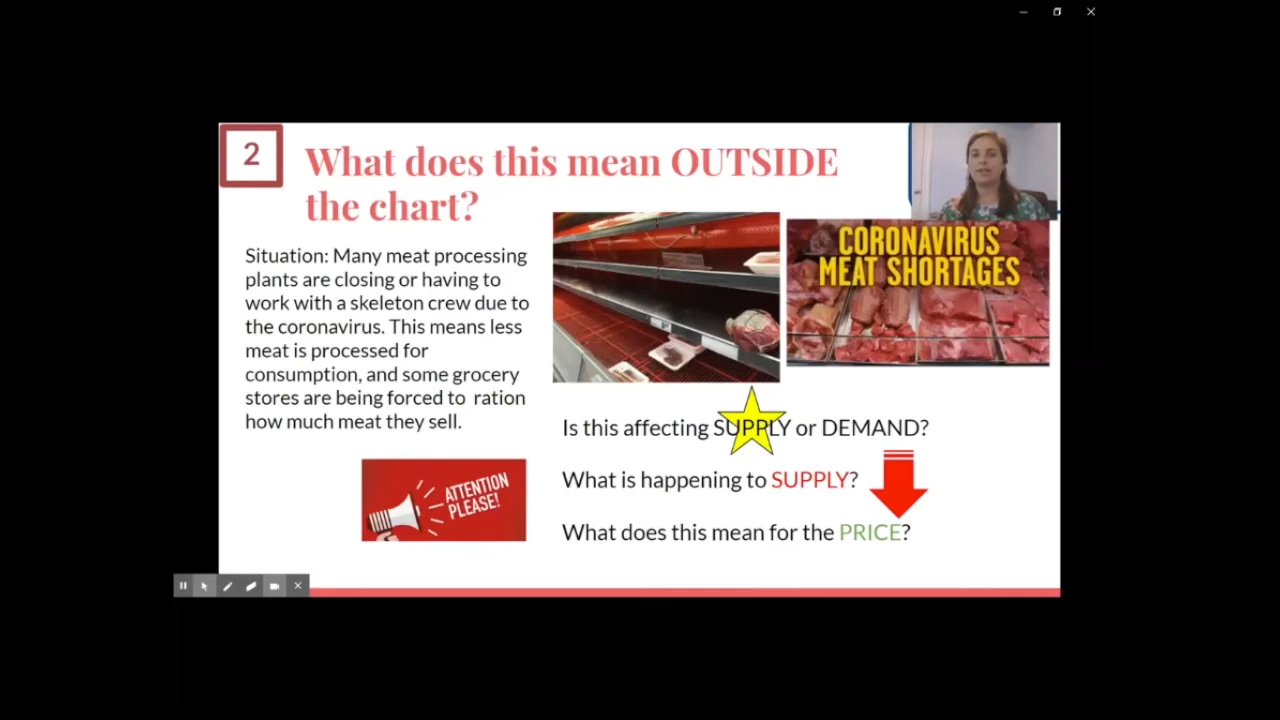 2
What does this mean OUTSIDE
the chart?
Situation: Many meat processing
plants are closing or having to
work with a skeleton crew due to
the coronavirus. This means less
meat is processed for
consumption, and some grocery
stores are being forced to ration
how much meat they sell.
CORONAVIRUS
MEAT SHORTAGES
Is this affecting SUPPLY or DEMAND?
What is happening to SUPPLY?
What does this mean for the PRICE?
ATTENTION
PLEASE!